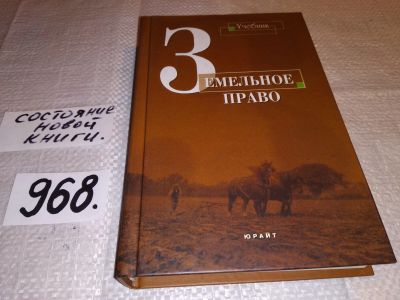 Учебник
ЗЕМЕЛЬНОЕ
ПРАВО
ЮРАЙТ
состояние
новой
книги.
968.